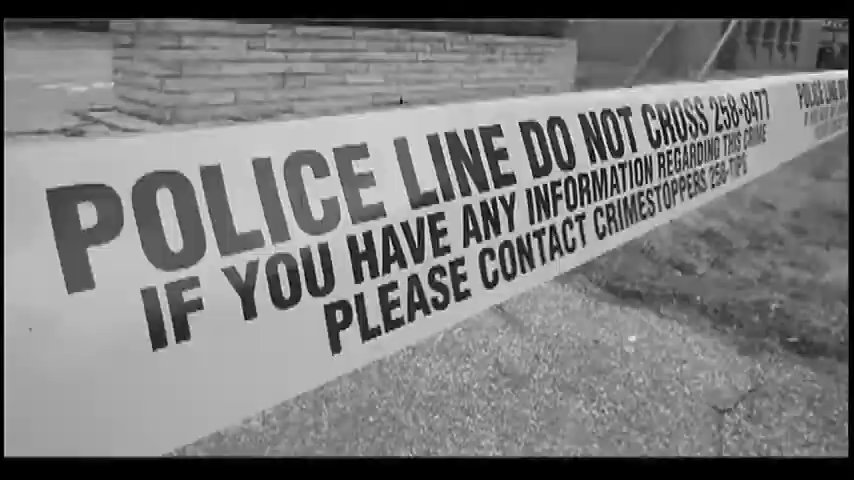 POLICE LINE DO NOT CROSS 258-8477
IF YOU HAVE ANY INFORMATION REGARDING THIS CRIME
PLEASE CONTACT CRIMESTOPPERS 258-TIPS
POLICE LINE DO